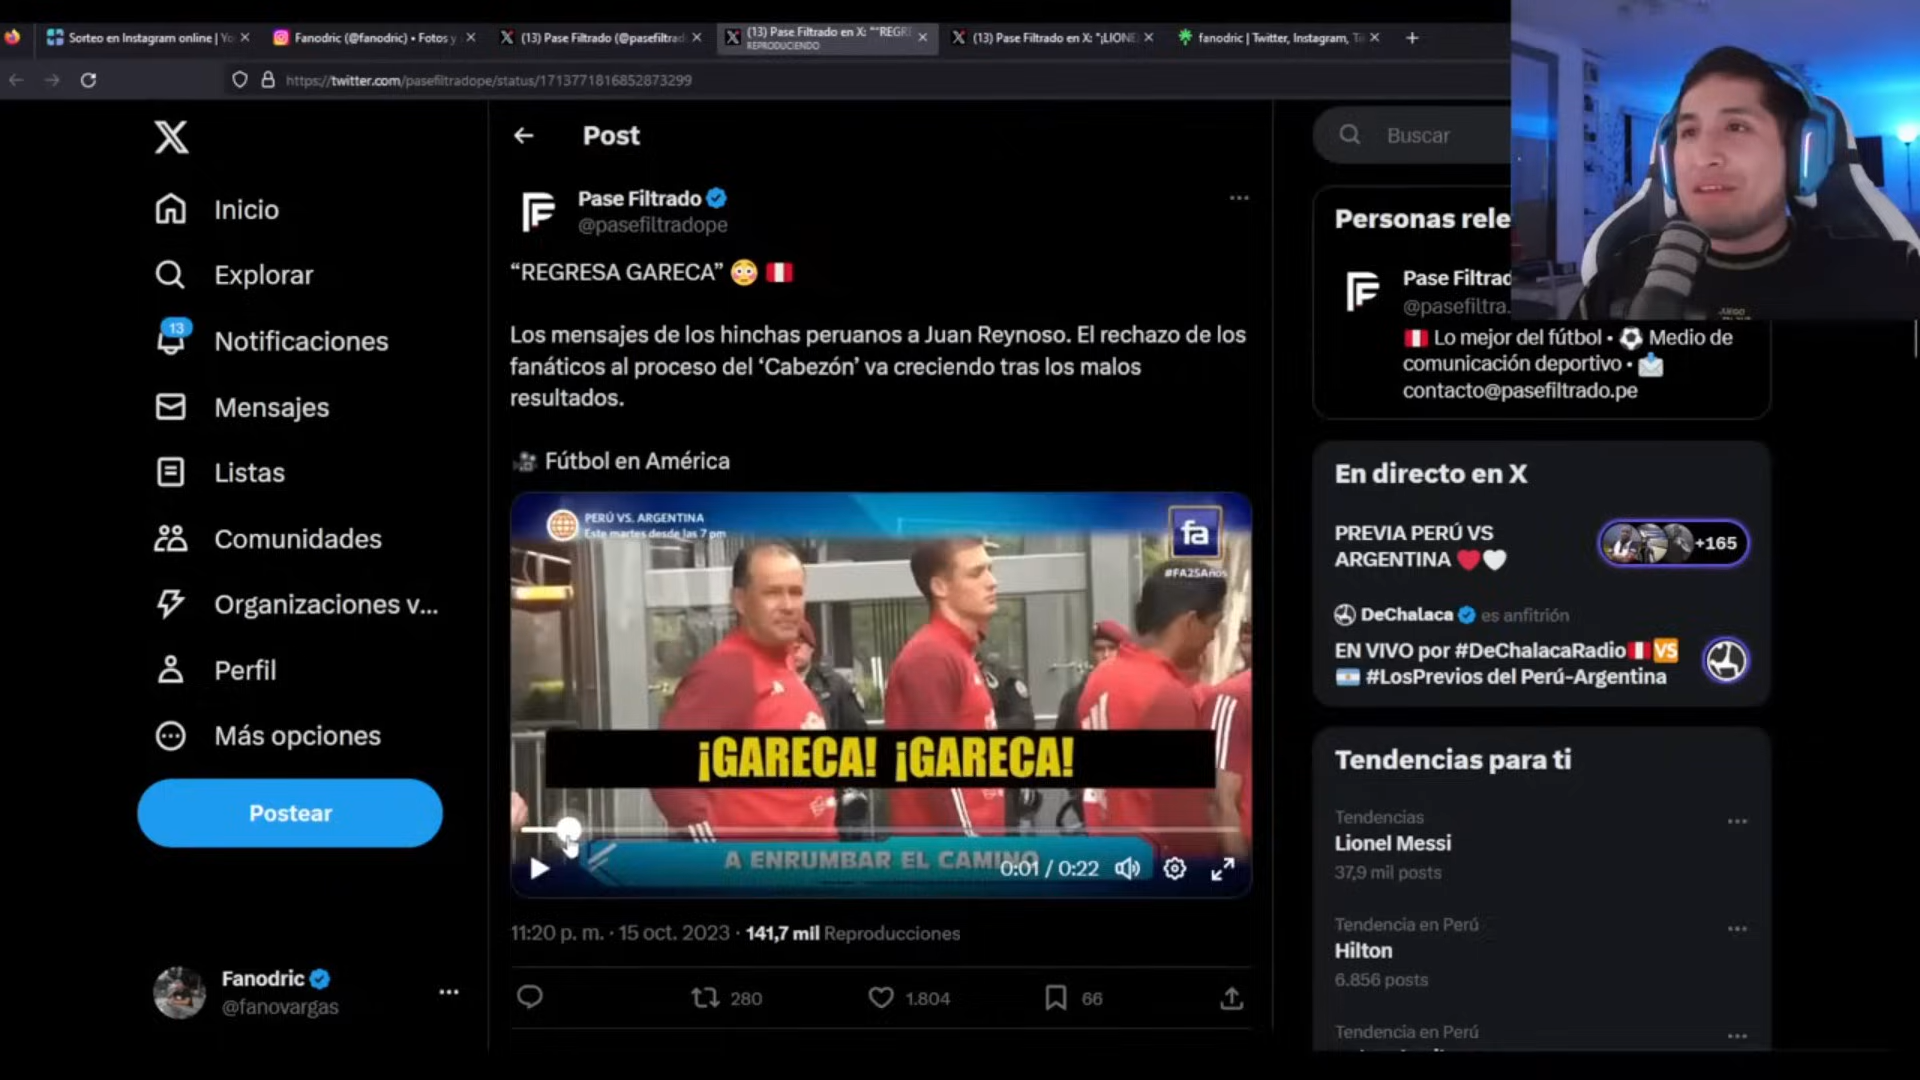 Sorteo en Instagram online | Yo
Fanodric (@fanodric) • Fotos y
(13) Pase Filtrado (@pasefiltrad
(13) Pase Filtrado en X: "“REGRE
REPRODUCIENDO
(13) Pase Filtrado en X: "¡LIONE
fanodric | Twitter, Instagram, T
https://twitter.com/pasefiltradope/status/1713771816852873299
Inicio
Explorar
13
Notificaciones
Mensajes
Listas
Comunidades
Organizaciones v...
Perfil
Más opciones
Postear
Fanodric
@fanovargas
Post
Pase Filtrado
@pasefiltradope
“REGRESA GARECA” 😳 🇵🇪
Los mensajes de los hinchas peruanos a Juan Reynoso. El rechazo de los
fanáticos al proceso del ‘Cabezón’ va creciendo tras los malos
resultados.
🎥 Fútbol en América
PERÚ VS. ARGENTINA
Este martes desde las 7 pm
fa
#FA25Años
¡GARECA! ¡GARECA!
A ENRUMBAR EL CAMINO
0:01 / 0:22
11:20 p. m. · 15 oct. 2023 · 141,7 mil Reproducciones
280
1.804
66
Buscar
Personas rele
Pase Filtrad
@pasefiltra.
🇵🇪 Lo mejor del fútbol • ⚽ Medio de
comunicación deportivo • 📩
contacto@pasefiltrado.pe
En directo en X
PREVIA PERÚ VS
ARGENTINA ❤️🤍
+165
DeChalaca es anfitrión
EN VIVO por #DeChalacaRadio🇵🇪🆚
🇦🇷 #LosPrevios del Perú-Argentina
Tendencias para ti
Tendencias
Lionel Messi
37,9 mil posts
Tendencia en Perú
Hilton
6.856 posts
Tendencia en Perú